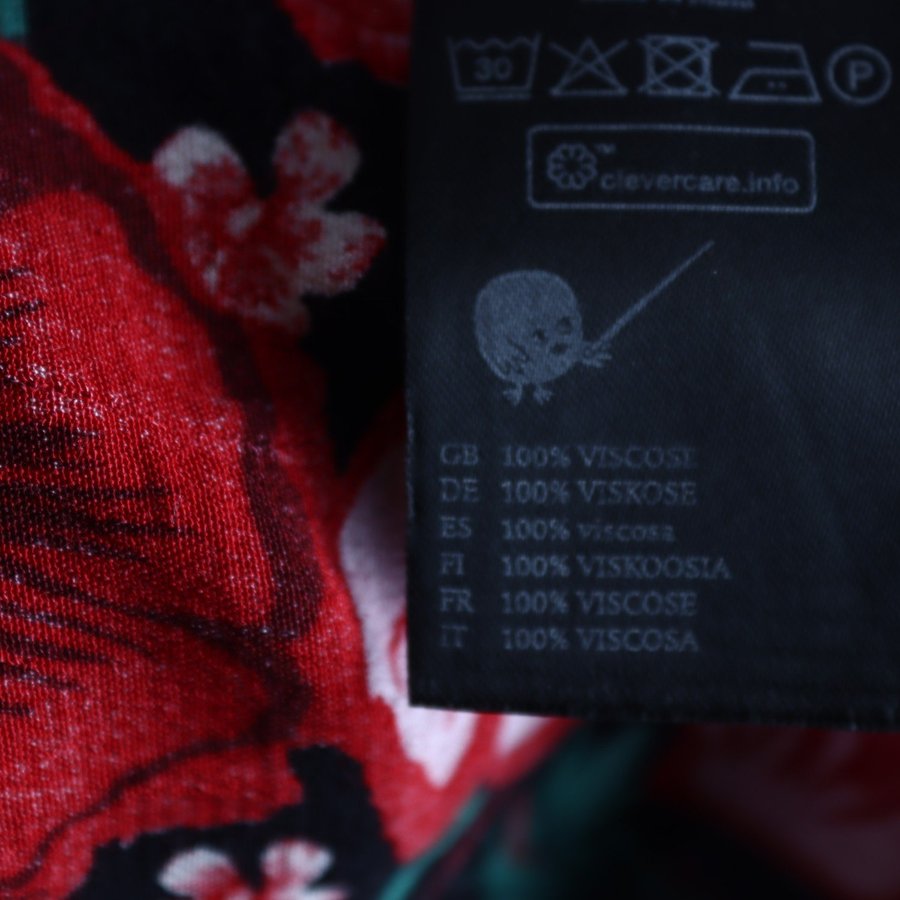 30 P
™ clevercare.info
GB 100% VISCOSE
DE 100% VISKOSE
ES 100% viscosa
FI 100% VISKOOSIA
FR 100% VISCOSE
IT 100% VISCOSA